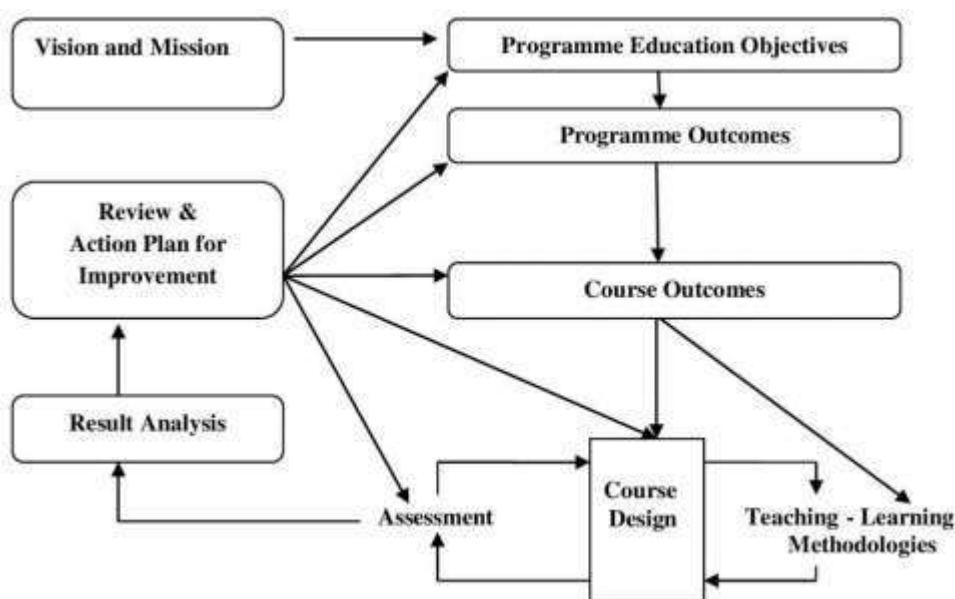 Vision and Mission
Programme Education Objectives
Programme Outcomes
Review &
Action Plan for
Improvement
Course Outcomes
Result Analysis
Assessment
Course
Design
Teaching - Learning
Methodologies